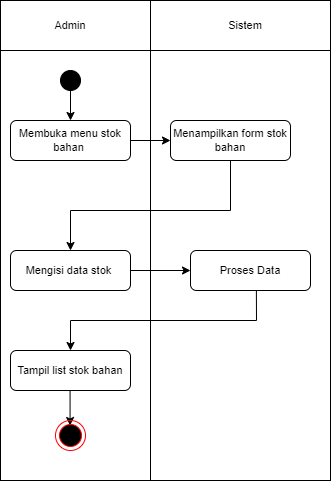 Admin
Sistem
Membuka menu stok
bahan
Menampilkan form stok
bahan
Mengisi data stok
Proses Data
Tampil list stok bahan